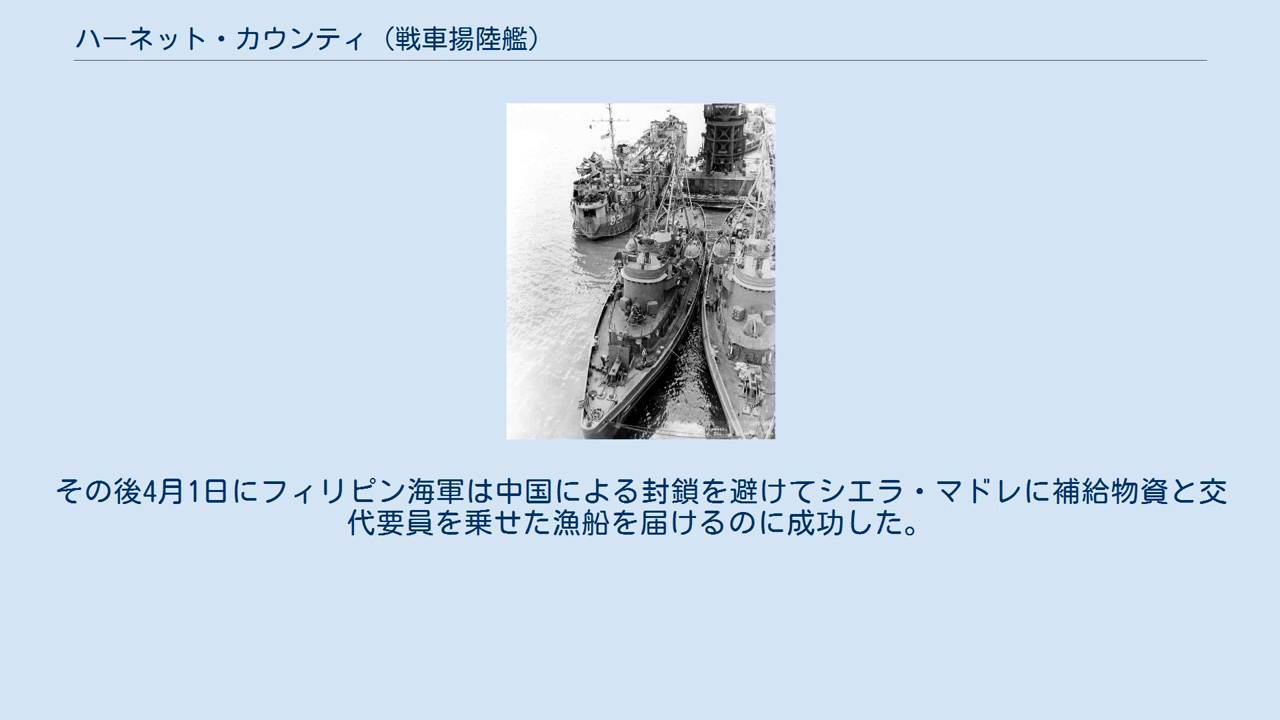 ハーネット・カウンティ（戦車揚陸艦）
その後4月1日にフィリピン海軍は中国による封鎖を避けてシエラ・マドレに補給物資と交
代要員を乗せた漁船を届けるのに成功した。